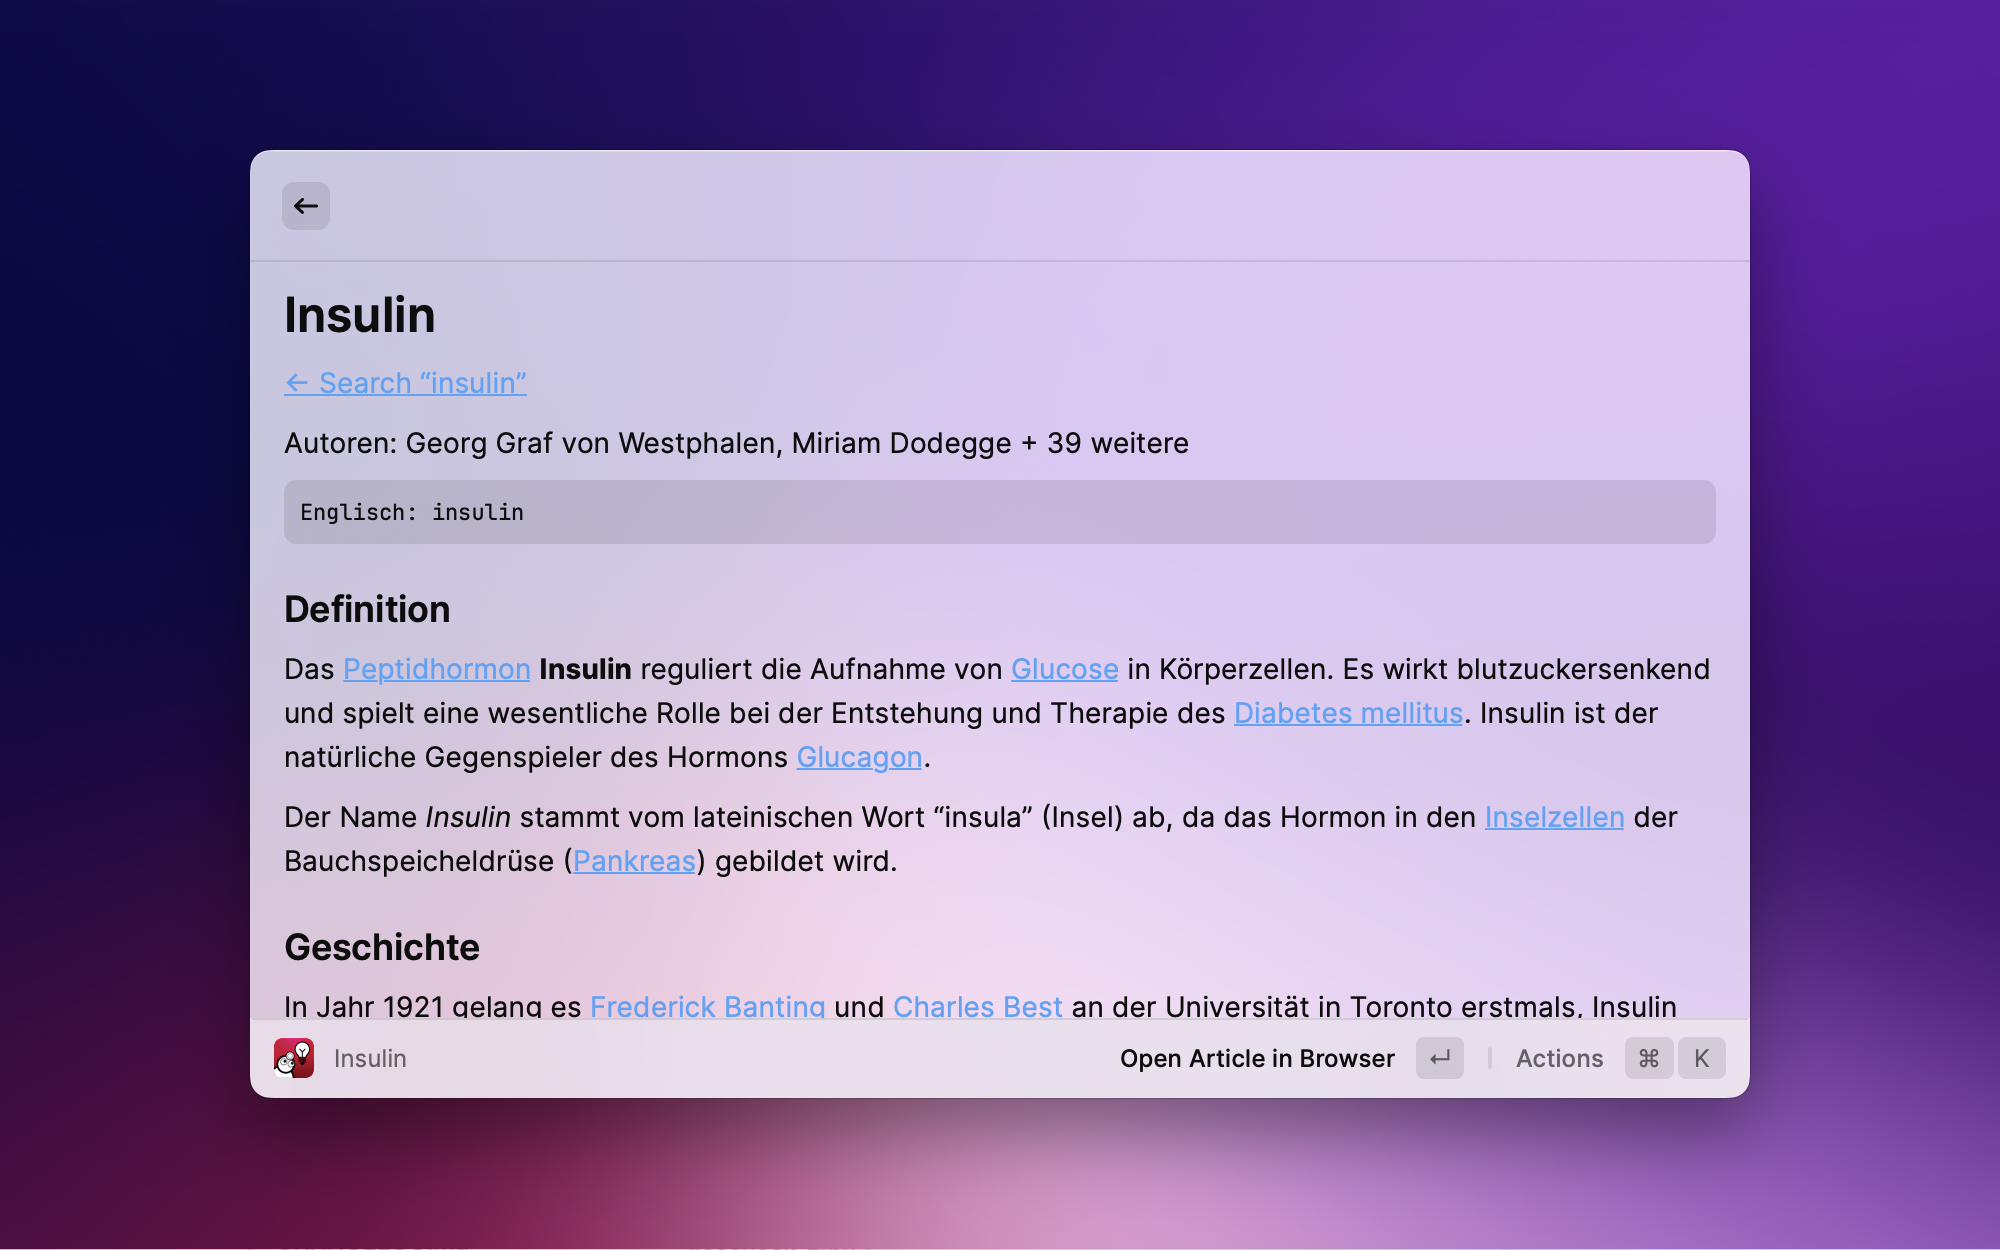 Insulin
← Search “insulin”
Autoren: Georg Graf von Westphalen, Miriam Dodegge + 39 weitere
Englisch: insulin
Definition
Das Peptidhormon Insulin reguliert die Aufnahme von Glucose in Körperzellen. Es wirkt blutzuckersenkend
und spielt eine wesentliche Rolle bei der Entstehung und Therapie des Diabetes mellitus. Insulin ist der
natürliche Gegenspieler des Hormons Glucagon.
Der Name Insulin stammt vom lateinischen Wort “insula” (Insel) ab, da das Hormon in den Inselzellen der
Bauchspeicheldrüse (Pankreas) gebildet wird.
Geschichte
In Jahr 1921 gelang es Frederick Banting und Charles Best an der Universität in Toronto erstmals, Insulin
Insulin
Open Article in Browser ↵ | Actions ⌘ K